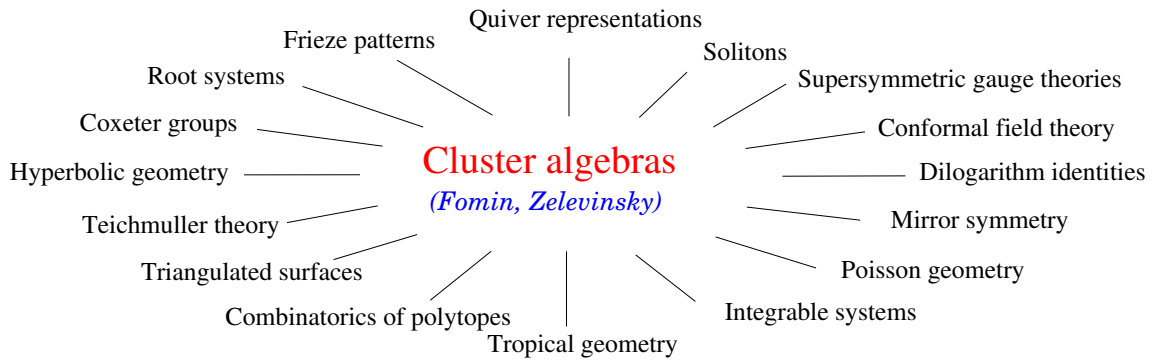 Quiver representations
Frieze patterns
Solitons
Root systems
Supersymmetric gauge theories
Coxeter groups
Conformal field theory
Cluster algebras
Hyperbolic geometry
Dilogarithm identities
(Fomin, Zelevinsky)
Teichmuller theory
Mirror symmetry
Triangulated surfaces
Poisson geometry
Combinatorics of polytopes
Integrable systems
Tropical geometry